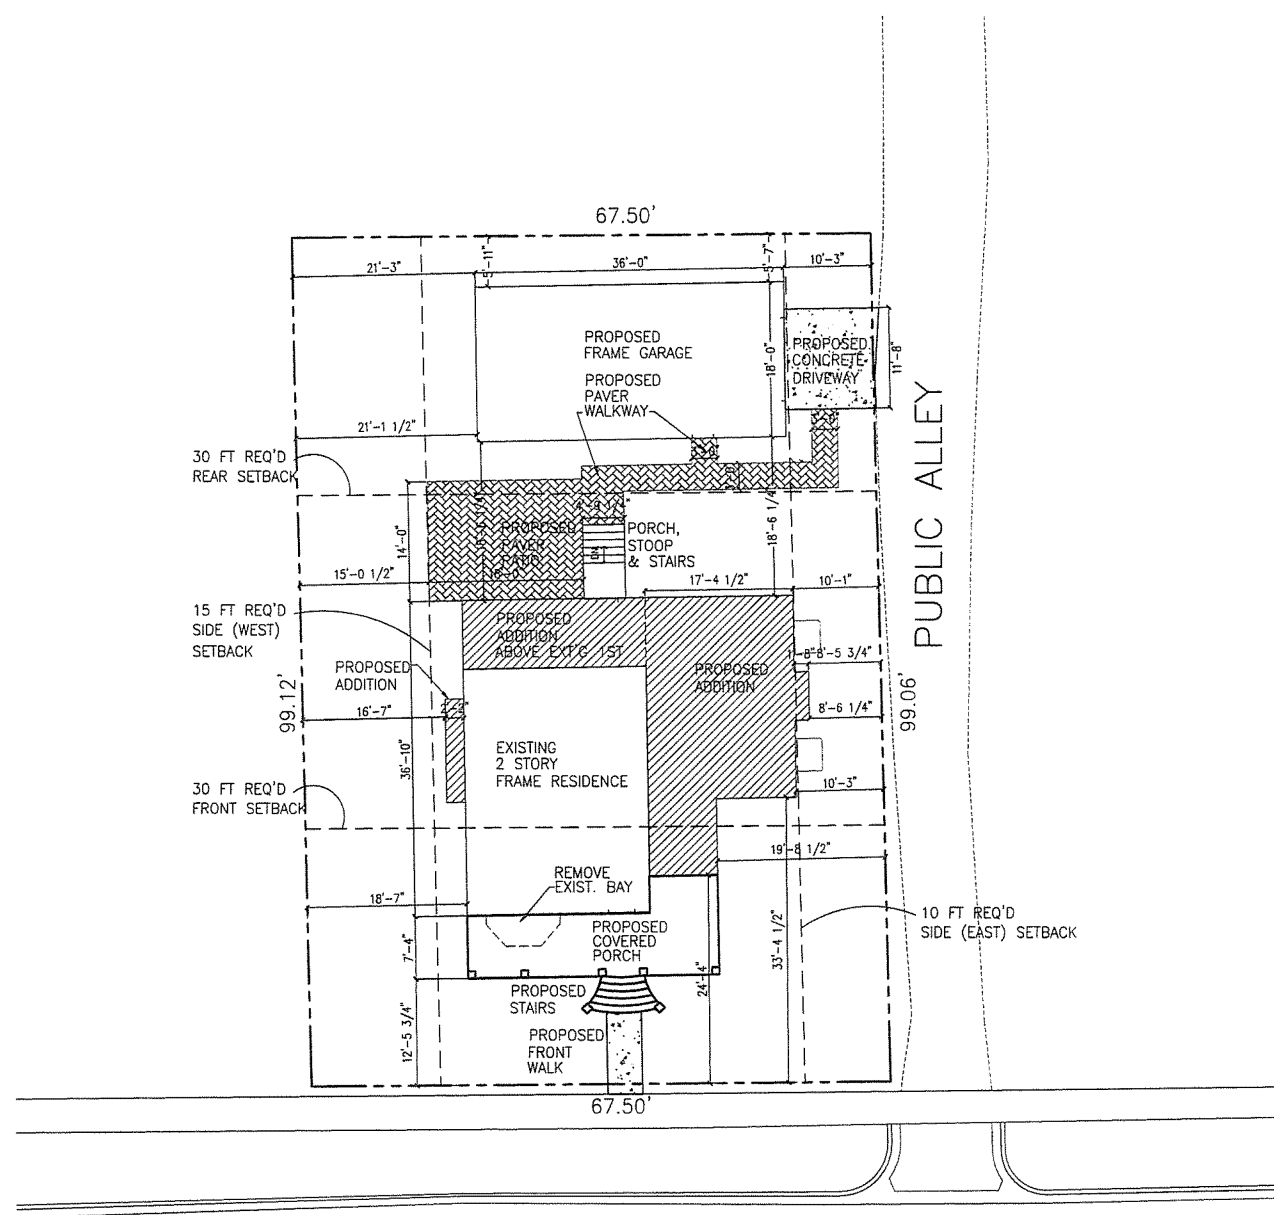 67.50'
5'-11"
5'-7"
21'-3"
36'-0"
10'-3"
PROPOSED
FRAME GARAGE
18'-0"
PROPOSED
CONCRETE
DRIVEWAY
11'-8"
PROPOSED
PAVER
WALKWAY
21'-1 1/2"
30 FT REQ'D
REAR SETBACK
PUBLIC ALLEY
14'-0"
PROPOSED
PAVER
PATIO
DN
PORCH,
STOOP
& STAIRS
18'-6 1/4"
15'-0 1/2"
18'-0"
17'-4 1/2"
10'-1"
15 FT REQ'D
SIDE (WEST)
SETBACK
PROPOSED
ADDITION
ABOVE EXT'G 1ST
PROPOSED
ADDITION
PROPOSED
ADDITION
8'-5 3/4"
99.12'
99.06'
16'-7"
8'-6 1/4"
36'-10"
EXISTING
2 STORY
FRAME RESIDENCE
30 FT REQ'D
FRONT SETBACK
10'-3"
19'-8 1/2"
REMOVE
EXIST. BAY
18'-7"
10 FT REQ'D
SIDE (EAST) SETBACK
7'-4"
PROPOSED
COVERED
PORCH
33'-4 1/2"
24'-4"
PROPOSED
STAIRS
12'-5 3/4"
PROPOSED
FRONT
WALK
67.50'